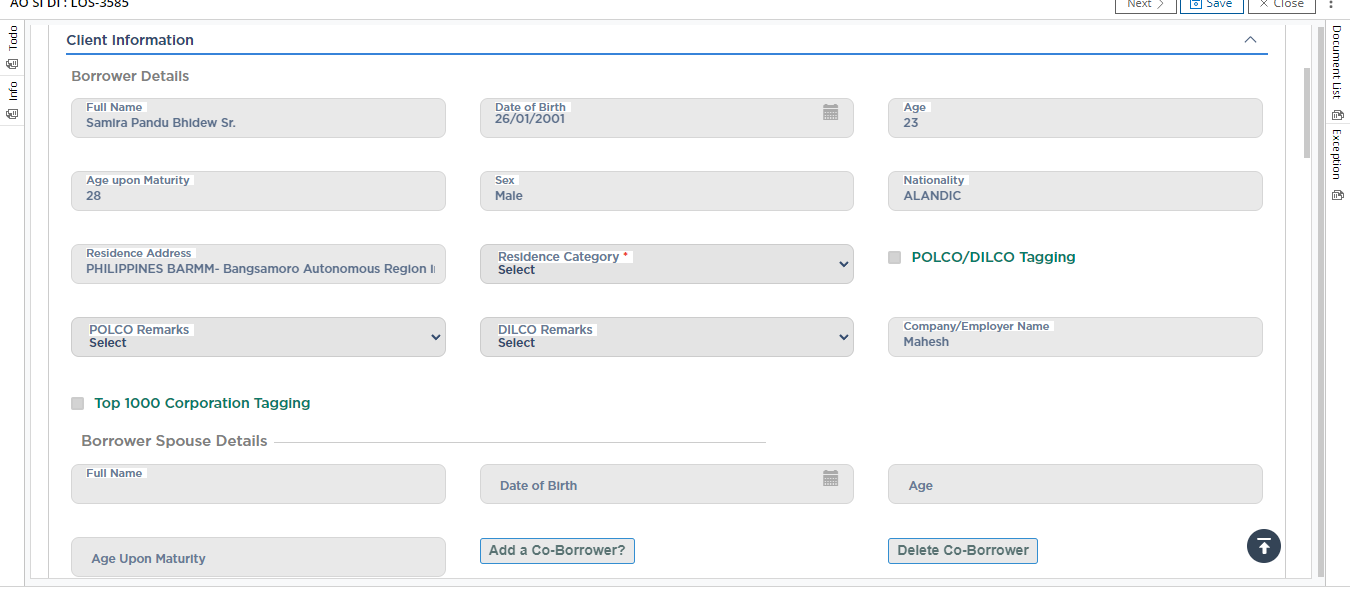 AO SI DI : LOS-3585
Next
Save
Close
Todo
Info
Document List
Exception
Client Information
Borrower Details
Full Name
Samira Pandu Bhidew Sr.
Date of Birth
26/01/2001
Age
23
Age upon Maturity
28
Sex
Male
Nationality
ALANDIC
Residence Address
PHILIPPINES BARMM- Bangsamoro Autonomous Region
Residence Category *
Select
POLCO/DILCO Tagging
POLCO Remarks
Select
DILCO Remarks
Select
Company/Employer Name
Mahesh
Top 1000 Corporation Tagging
Borrower Spouse Details
Full Name
Date of Birth
Age
Age Upon Maturity
Add a Co-Borrower?
Delete Co-Borrower